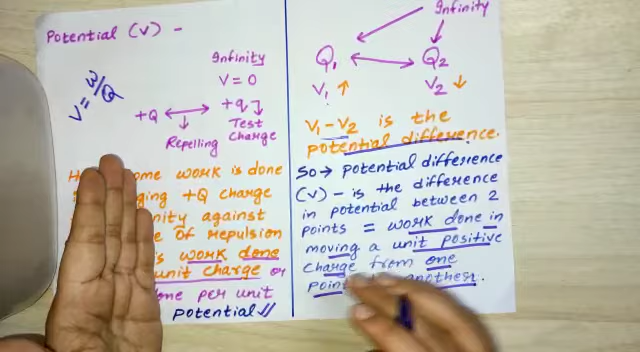 Potential (V) -
V = W/Q
Infinity
V = 0
+Q +q
Test
Charge
Repelling
work is done
+Q charge
against
of repulsion
work done
unit charge or
per unit
potential
Infinity
Q1 Q2
V1 ↑ V2 ↓
V1 - V2 is the
potential difference.
So → potential difference
(V) - is the difference
in potential between 2
points = work done in
moving a unit positive
charge from one
another.